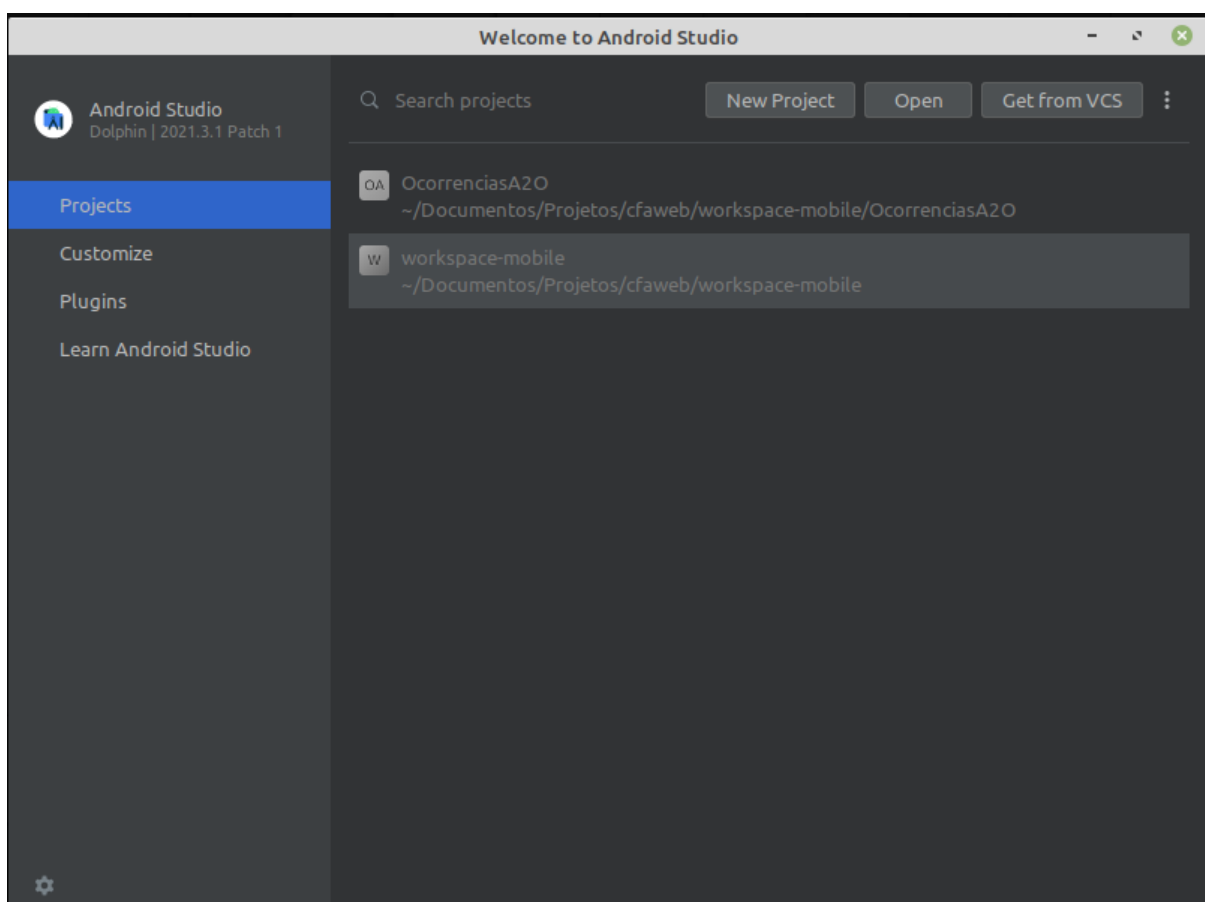 Welcome to Android Studio
Android Studio
Dolphin | 2021.3.1 Patch 1
Search projects
New Project
Open
Get from VCS
Projects
Customize
Plugins
Learn Android Studio
OA
OcorrenciasA2O
~/Documentos/Projetos/cfaweb/workspace-mobile/OcorrenciasA2O
W
workspace-mobile
~/Documentos/Projetos/cfaweb/workspace-mobile